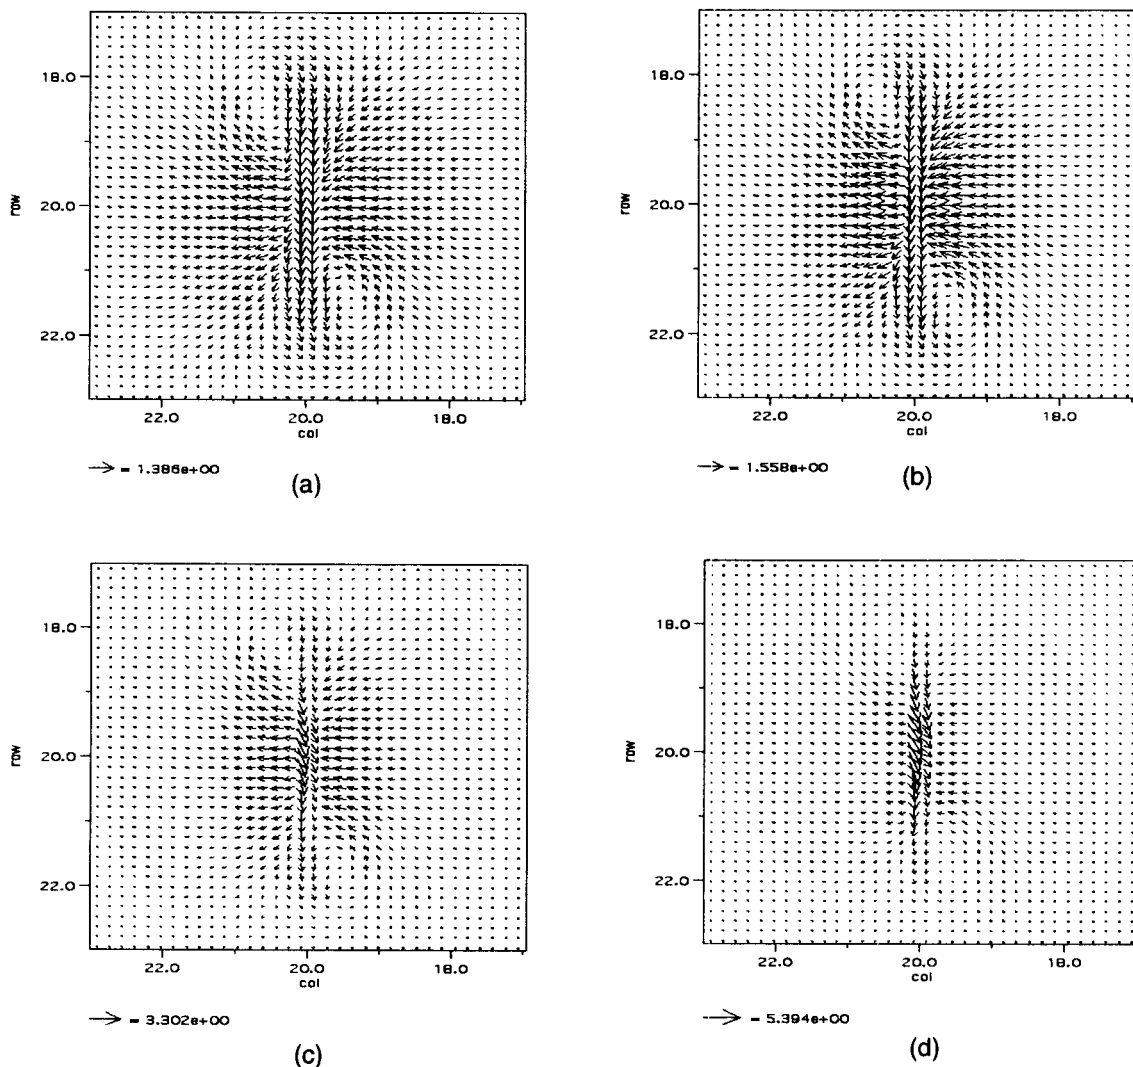 18.0
row
20.0
22.0
22.0 20.0 18.0
col
= 1.386e+00
(a)
18.0
row
20.0
22.0
22.0 20.0 18.0
col
= 1.558e+00
(b)
18.0
row
20.0
22.0
22.0 20.0 18.0
col
= 3.302e+00
(c)
18.0
row
20.0
22.0
22.0 20.0 18.0
col
= 5.394e+00
(d)